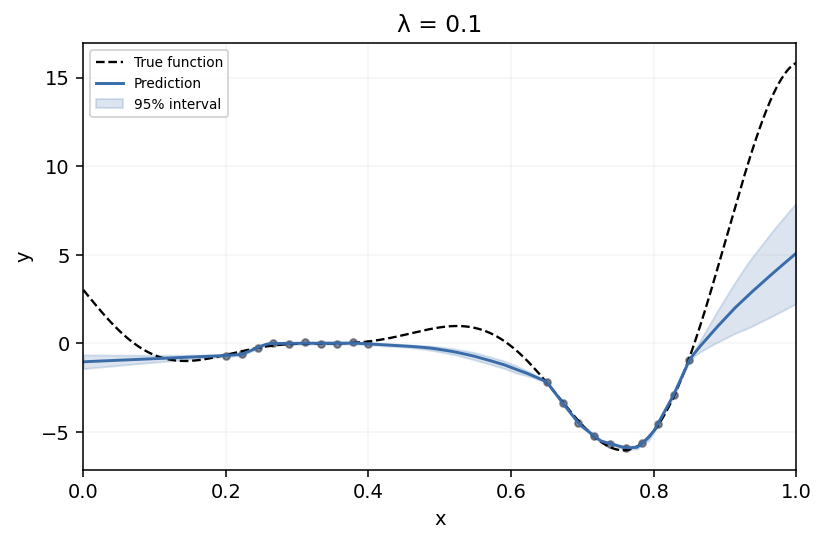 λ = 0.1
True function
Prediction
95% interval
15
10
5
0
−5
y
0.0 0.2 0.4 0.6 0.8 1.0
x